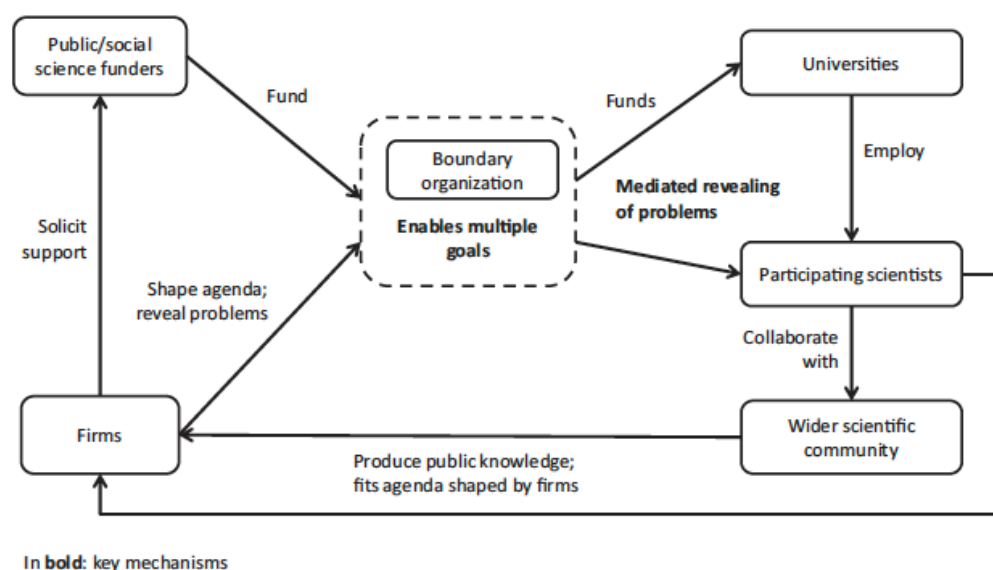 Public/social
science funders
Fund
Funds
Universities
Boundary
organization
Enables multiple
goals
Mediated revealing
of problems
Employ
Solicit
support
Shape agenda;
reveal problems
Participating scientists
Collaborate
with
Firms
Wider scientific
community
Produce public knowledge;
fits agenda shaped by firms
In bold: key mechanisms